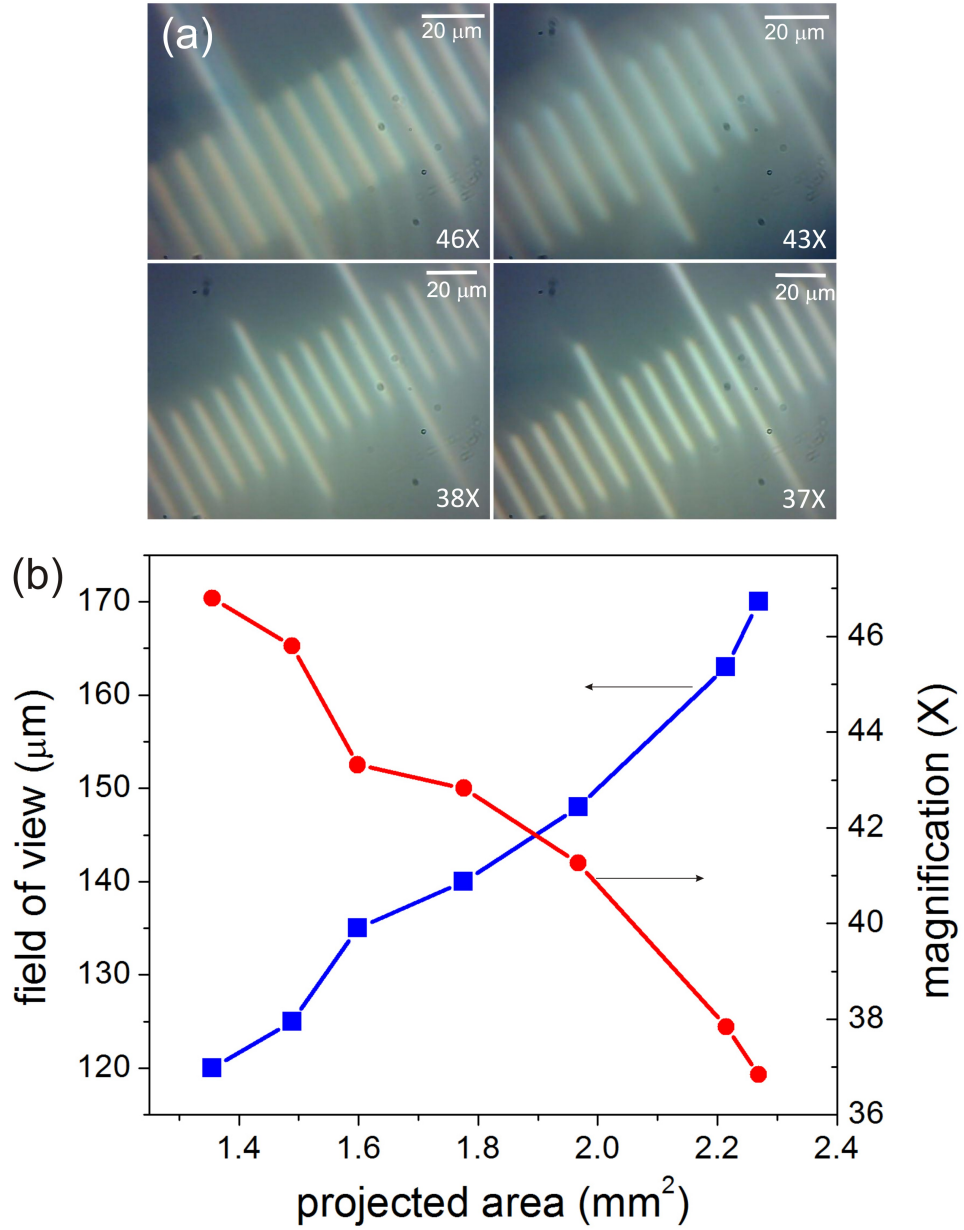 (a)
20 μm
20 μm
46X
43X
20 μm
20 μm
38X
37X
(b)
170
160
150
140
130
120
field of view (μm)
46
44
42
40
38
36
magnification (X)
1.4 1.6 1.8 2.0 2.2 2.4
projected area (mm²)